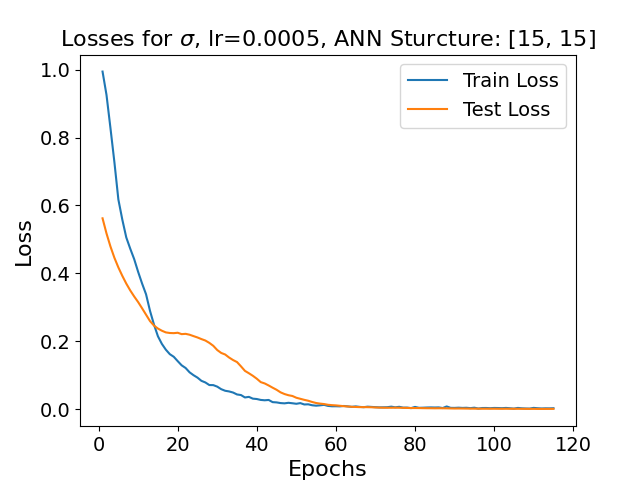 Losses for σ, lr=0.0005, ANN Sturcture: [15, 15]
Train Loss
Test Loss
1.0
0.8
0.6
0.4
0.2
0.0
Loss
0 20 40 60 80 100 120
Epochs